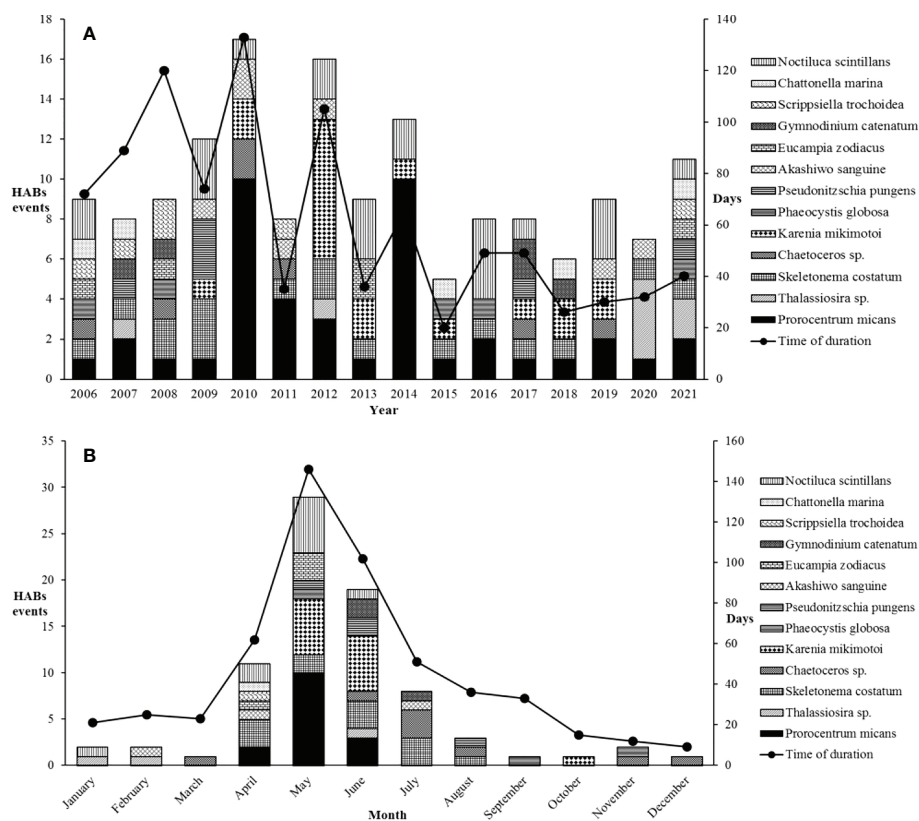 A
18
16
14
12
10
8
6
4
2
0
HABs
events
140
120
100
80
60
40
20
0
Days
2006 2007 2008 2009 2010 2011 2012 2013 2014 2015 2016 2017 2018 2019 2020 2021
Year
Noctiluca scintillans
Chattonella marina
Scrippsiella trochoidea
Gymnodinium catenatum
Eucampia zodiacus
Akashiwo sanguine
Pseudonitzschia pungens
Phaeocystis globosa
Karenia mikimotoi
Chaetoceros sp.
Skeletonema costatum
Thalassiosira sp.
Prorocentrum micans
Time of duration
B
35
30
25
20
15
10
5
0
HABs
events
160
140
120
100
80
60
40
20
0
Days
January February March April May June July August September October November December
Month
Noctiluca scintillans
Chattonella marina
Scrippsiella trochoidea
Gymnodinium catenatum
Eucampia zodiacus
Akashiwo sanguine
Pseudonitzschia pungens
Phaeocystis globosa
Karenia mikimotoi
Chaetoceros sp.
Skeletonema costatum
Thalassiosira sp.
Prorocentrum micans
Time of duration